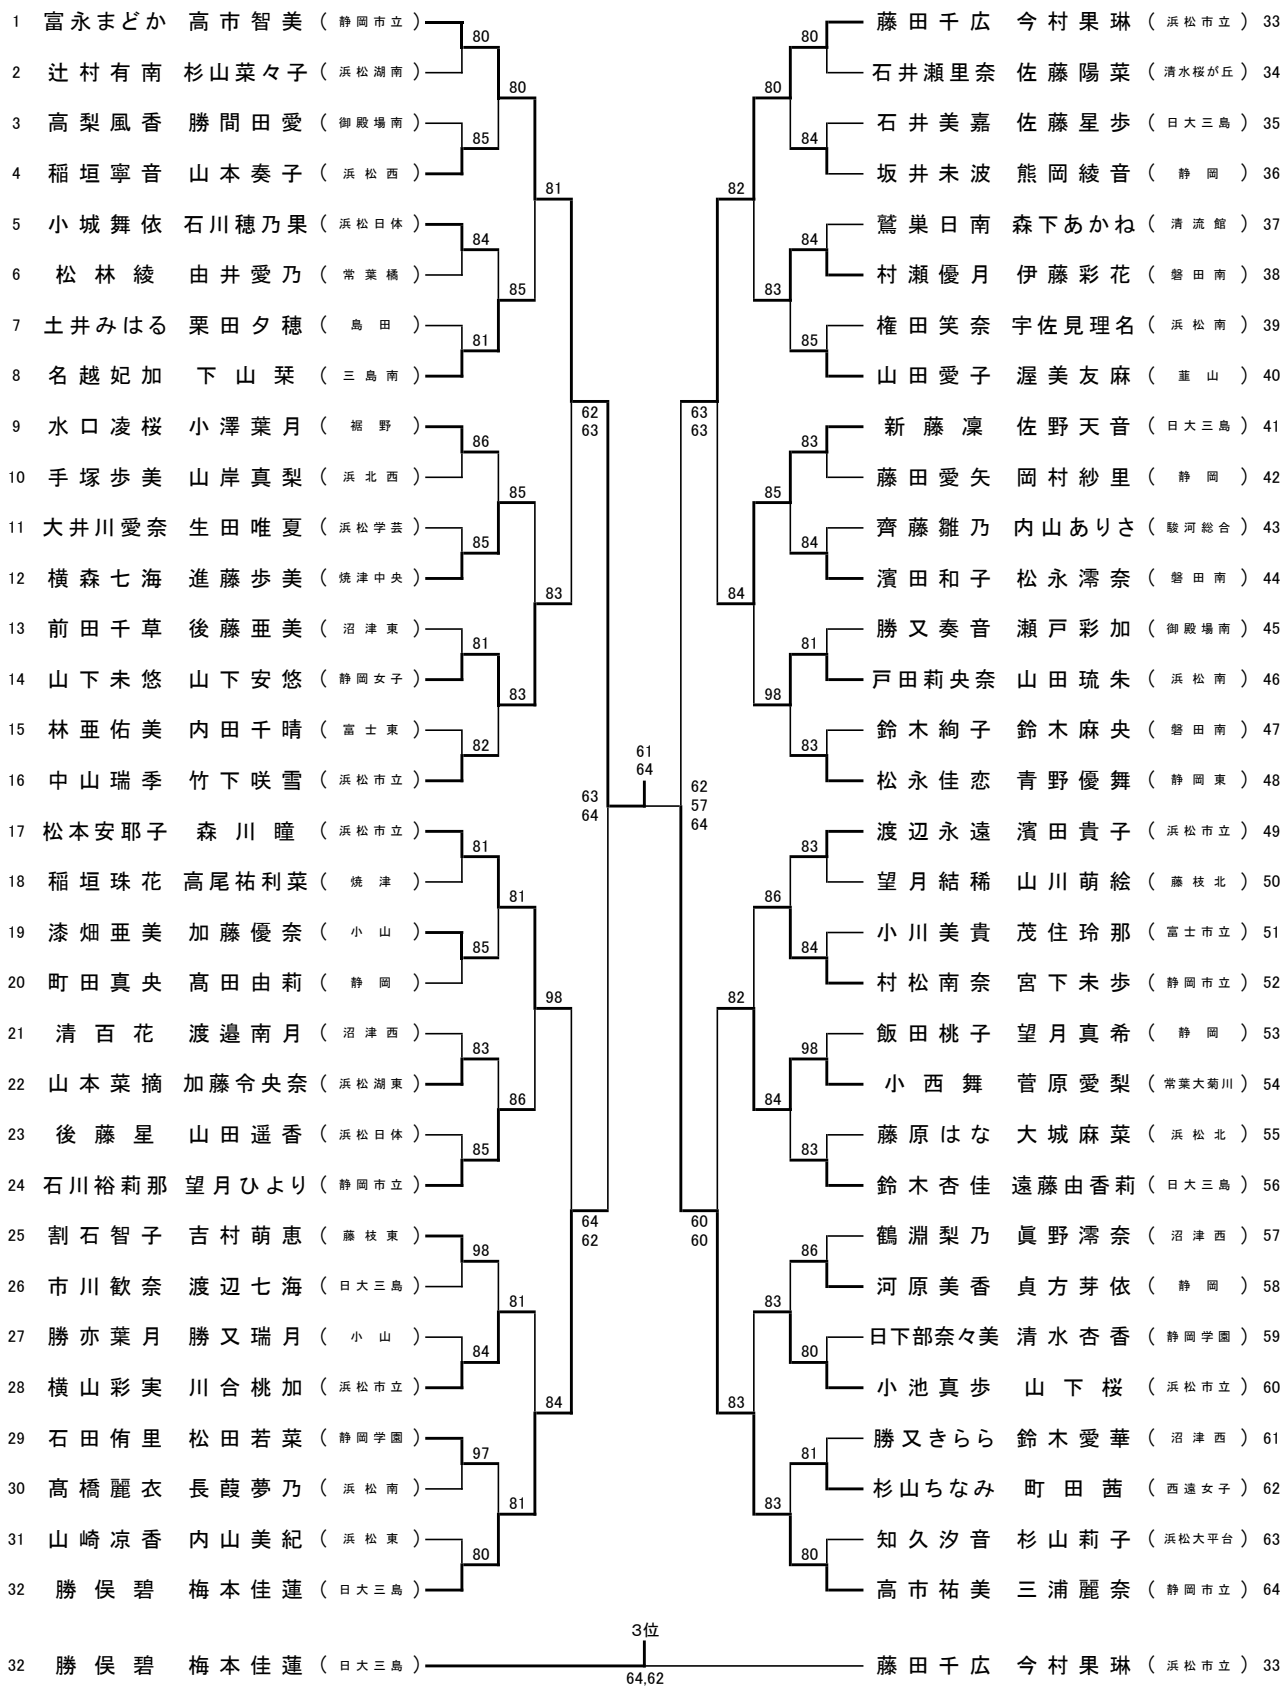 1 富永まどか 高市智美 (静岡市立)
80
2 辻村有南 杉山菜々子 (浜松湖南)
80
3 高梨風香 勝間田愛 (御殿場南)
85
4 稲垣寧音 山本奏子 (浜松西)
81
5 小城舞依 石川穂乃果 (浜松日体)
84
6 松林綾 由井愛乃 (常葉橘)
85
7 土井みはる 栗田夕穂 (島田)
81
8 名越妃加 下山栞 (三島南)
62
63
9 水口凌桜 小澤葉月 (裾野)
86
10 手塚歩美 山岸真梨 (浜北西)
85
11 大井川愛奈 生田唯夏 (浜松学芸)
85
12 横森七海 進藤歩美 (焼津中央)
83
13 前田千草 後藤亜美 (沼津東)
81
14 山下未悠 山下安悠 (静岡女子)
83
15 林亜佑美 内田千晴 (富士東)
82
16 中山瑞季 竹下咲雪 (浜松市立)
63
64
17 松本安耶子 森川瞳 (浜松市立)
81
18 稲垣珠花 高尾祐利菜 (焼津)
81
19 漆畑亜美 加藤優奈 (小山)
85
20 町田真央 髙田由莉 (静岡)
98
21 清百花 渡邉南月 (沼津西)
83
22 山本菜摘 加藤令央奈 (浜松湖東)
86
23 後藤星 山田遥香 (浜松日体)
85
24 石川裕莉那 望月ひより (静岡市立)
64
62
25 割石智子 吉村萌恵 (藤枝東)
98
26 市川歓奈 渡辺七海 (日大三島)
81
27 勝亦葉月 勝又瑞月 (小山)
84
28 横山彩実 川合桃加 (浜松市立)
84
29 石田侑里 松田若菜 (静岡学園)
97
30 髙橋麗衣 長葭夢乃 (浜松南)
81
31 山崎凉香 内山美紀 (浜松東)
80
32 勝俣碧 梅本佳蓮 (日大三島)
61
64
藤田千広 今村果琳 (浜松市立) 33
80
石井瀬里奈 佐藤陽菜 (清水桜が丘) 34
80
石井美嘉 佐藤星歩 (日大三島) 35
84
坂井未波 熊岡綾音 (静岡) 36
82
鷲巣日南 森下あかね (清流館) 37
84
村瀬優月 伊藤彩花 (磐田南) 38
83
権田笑奈 宇佐見理名 (浜松南) 39
85
山田愛子 渥美友麻 (韮山) 40
63
63
新藤凜 佐野天音 (日大三島) 41
83
藤田愛矢 岡村紗里 (静岡) 42
85
齊藤雛乃 内山ありさ (駿河総合) 43
84
濱田和子 松永澪奈 (磐田南) 44
84
勝又奏音 瀬戸彩加 (御殿場南) 45
81
戸田莉央奈 山田琉朱 (浜松南) 46
98
鈴木絢子 鈴木麻央 (磐田南) 47
83
松永佳恋 青野優舞 (静岡東) 48
62
57
64
渡辺永遠 濱田貴子 (浜松市立) 49
83
望月結稀 山川萌絵 (藤枝北) 50
86
小川美貴 茂住玲那 (富士市立) 51
84
村松南奈 宮下未歩 (静岡市立) 52
82
飯田桃子 望月真希 (静岡) 53
98
小西舞 菅原愛梨 (常葉大菊川) 54
84
藤原はな 大城麻菜 (浜松北) 55
83
鈴木杏佳 遠藤由香莉 (日大三島) 56
60
60
鶴淵梨乃 眞野澪奈 (沼津西) 57
86
河原美香 貞方芽依 (静岡) 58
83
日下部奈々美 清水杏香 (静岡学園) 59
80
小池真歩 山下桜 (浜松市立) 60
83
勝又きらら 鈴木愛華 (沼津西) 61
81
杉山ちなみ 町田茜 (西遠女子) 62
83
知久汐音 杉山莉子 (浜松大平台) 63
80
高市祐美 三浦麗奈 (静岡市立) 64
3位
32 勝俣碧 梅本佳蓮 (日大三島) 藤田千広 今村果琳 (浜松市立) 33
64,62